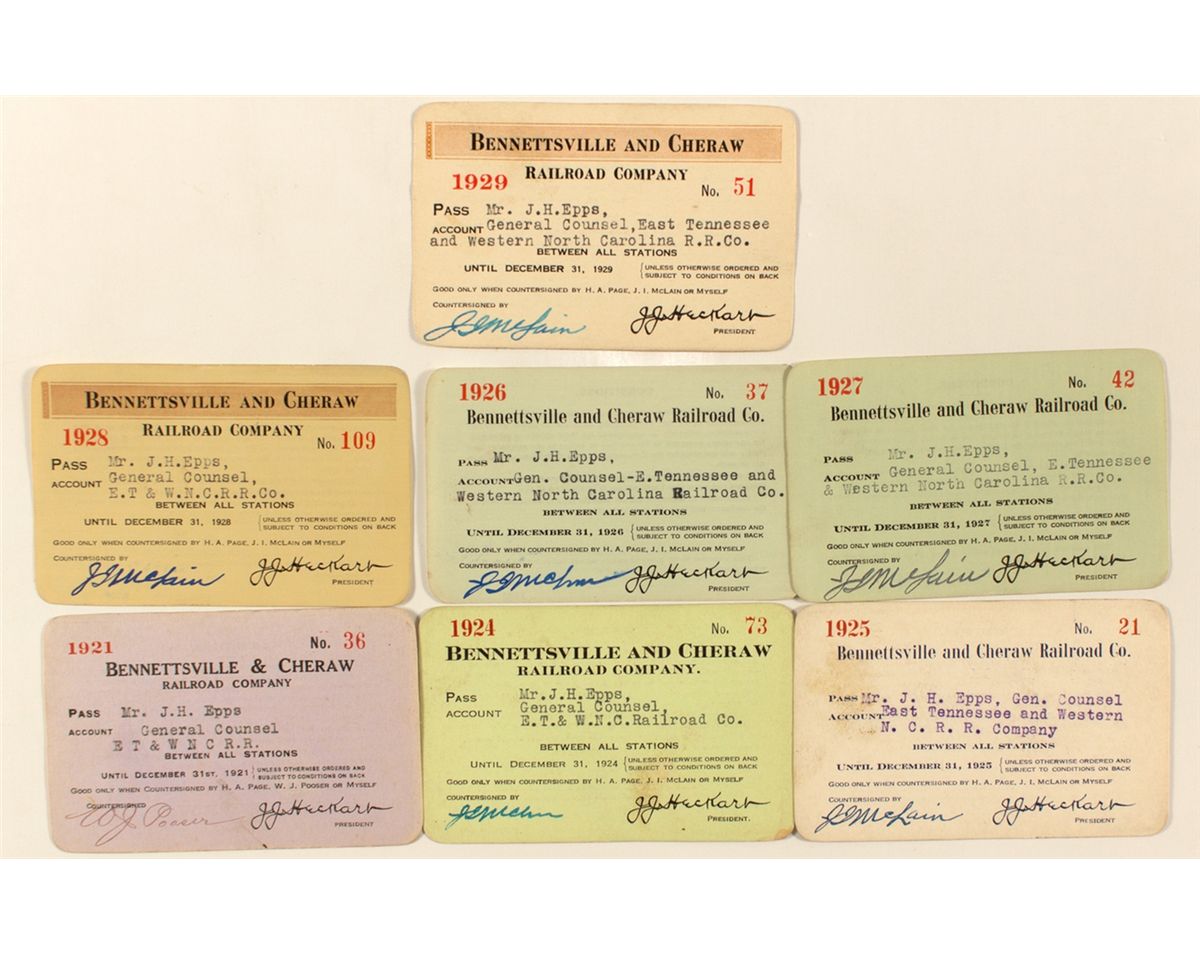 BENNETTSVILLE AND CHERAW
RAILROAD COMPANY
1929 No. 51
PASS Mr. J.H.Epps,
ACCOUNT General Counsel,East Tennessee
and Western North Carolina R.R.Co.
BETWEEN ALL STATIONS
UNTIL DECEMBER 31, 1929 UNLESS OTHERWISE ORDERED AND
SUBJECT TO CONDITIONS ON BACK
GOOD ONLY WHEN COUNTERSIGNED BY H. A. PAGE, J. I. MCLAIN OR MYSELF
COUNTERSIGNED BY
J I McLain J J Heckart
PRESIDENT
BENNETTSVILLE AND CHERAW
RAILROAD COMPANY
1928 No. 109
PASS Mr. J.H.Epps,
ACCOUNT General Counsel,
E.T & W.N.C.R.R.Co.
BETWEEN ALL STATIONS
UNTIL DECEMBER 31, 1928 UNLESS OTHERWISE ORDERED AND
SUBJECT TO CONDITIONS ON BACK
GOOD ONLY WHEN COUNTERSIGNED BY H. A. PAGE, J. I. MCLAIN OR MYSELF
COUNTERSIGNED BY
J I McLain J J Heckart
PRESIDENT
1926 No. 37
Bennettsville and Cheraw Railroad Co.
PASS Mr. J.H.Epps,
ACCOUNT Gen. Counsel-E.Tennessee and
Western North Carolina Railroad Co.
BETWEEN ALL STATIONS
UNTIL DECEMBER 31, 1926 UNLESS OTHERWISE ORDERED AND
SUBJECT TO CONDITIONS ON BACK
GOOD ONLY WHEN COUNTERSIGNED BY H. A. PAGE, J. I. MCLAIN OR MYSELF
COUNTERSIGNED BY
J I McLain J J Heckart
PRESIDENT
1927 No. 42
Bennettsville and Cheraw Railroad Co.
PASS Mr. J.H.Epps,
ACCOUNT General Counsel, E.Tennessee
& Western North Carolina R.R.Co.
BETWEEN ALL STATIONS
UNTIL DECEMBER 31, 1927 UNLESS OTHERWISE ORDERED AND
SUBJECT TO CONDITIONS ON BACK
GOOD ONLY WHEN COUNTERSIGNED BY H. A. PAGE, J. I. MCLAIN OR MYSELF
COUNTERSIGNED BY
J I McLain J J Heckart
PRESIDENT
1921 No. 36
BENNETTSVILLE & CHERAW
RAILROAD COMPANY
PASS Mr. J.H. Epps
ACCOUNT General Counsel
E T & W N C R.R.
BETWEEN ALL STATIONS
UNTIL DECEMBER 31ST, 1921 UNLESS OTHERWISE ORDERED AND
SUBJECT TO CONDITIONS ON BACK
GOOD ONLY WHEN COUNTERSIGNED BY H. A. PAGE, W. J. POOSER OR MYSELF
COUNTERSIGNED
W J Pooser J J Heckart
PRESIDENT
1924 No. 73
BENNETTSVILLE AND CHERAW
RAILROAD COMPANY.
PASS Mr.J.H.Epps,
ACCOUNT General Counsel,
E.T.& W.N.C.Railroad Co.
BETWEEN ALL STATIONS
UNTIL DECEMBER 31, 1924 UNLESS OTHERWISE ORDERED AND
SUBJECT TO CONDITIONS ON BACK
GOOD ONLY WHEN COUNTERSIGNED BY H. A. PAGE, J. I. MCLAIN OR MYSELF
COUNTERSIGNED BY
J I McLain J J Heckart
PRESIDENT.
1925 No. 21
Bennettsville and Cheraw Railroad Co.
PASS Mr. J. H. Epps, Gen. Counsel
ACCOUNT East Tennessee and Western
N. C. R. R. Company
BETWEEN ALL STATIONS
UNTIL DECEMBER 31, 1925 UNLESS OTHERWISE ORDERED AND
SUBJECT TO CONDITIONS ON BACK
GOOD ONLY WHEN COUNTERSIGNED BY H. A. PAGE, J. I. MCLAIN OR MYSELF
COUNTERSIGNED BY
J I McLain J J Heckart
PRESIDENT